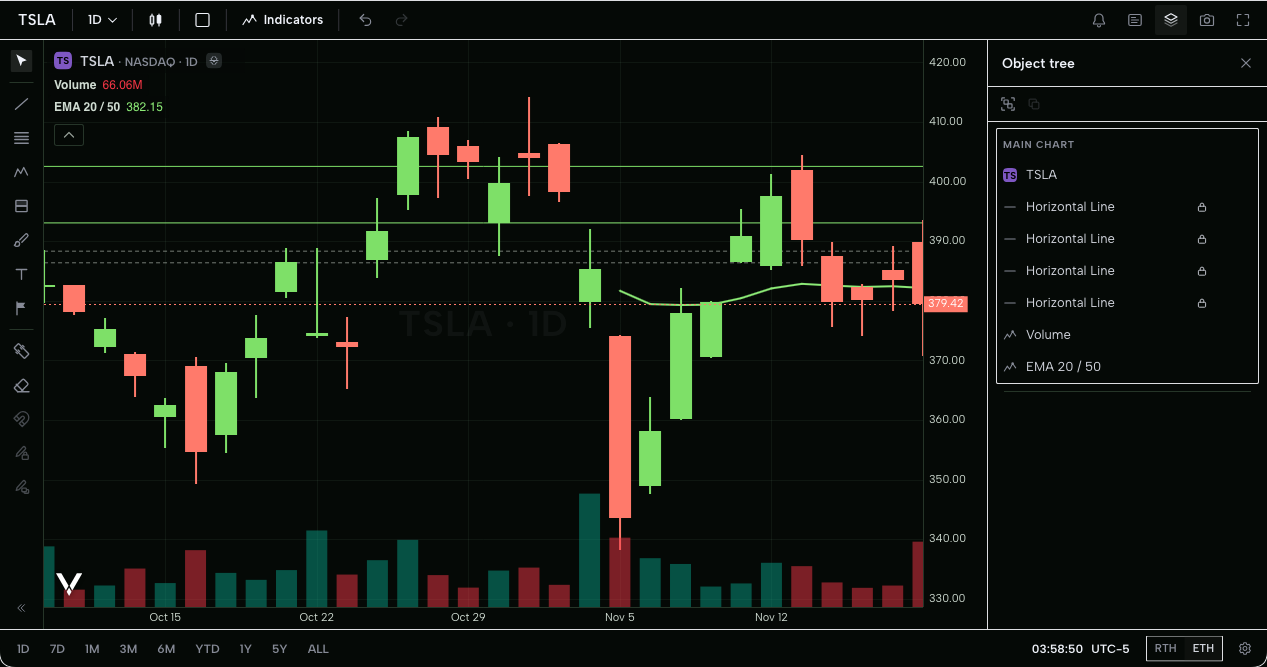 TSLA 1D Indicators
TS TSLA · NASDAQ · 1D
Volume 66.06M
EMA 20 / 50 382.15
TSLA · 1D
420.00
410.00
400.00
390.00
379.42
370.00
360.00
350.00
340.00
330.00
Oct 15 Oct 22 Oct 29 Nov 5 Nov 12
Object tree
MAIN CHART
TS TSLA
Horizontal Line
Horizontal Line
Horizontal Line
Horizontal Line
Volume
EMA 20 / 50
1D 7D 1M 3M 6M YTD 1Y 5Y ALL
03:58:50 UTC-5 RTH ETH